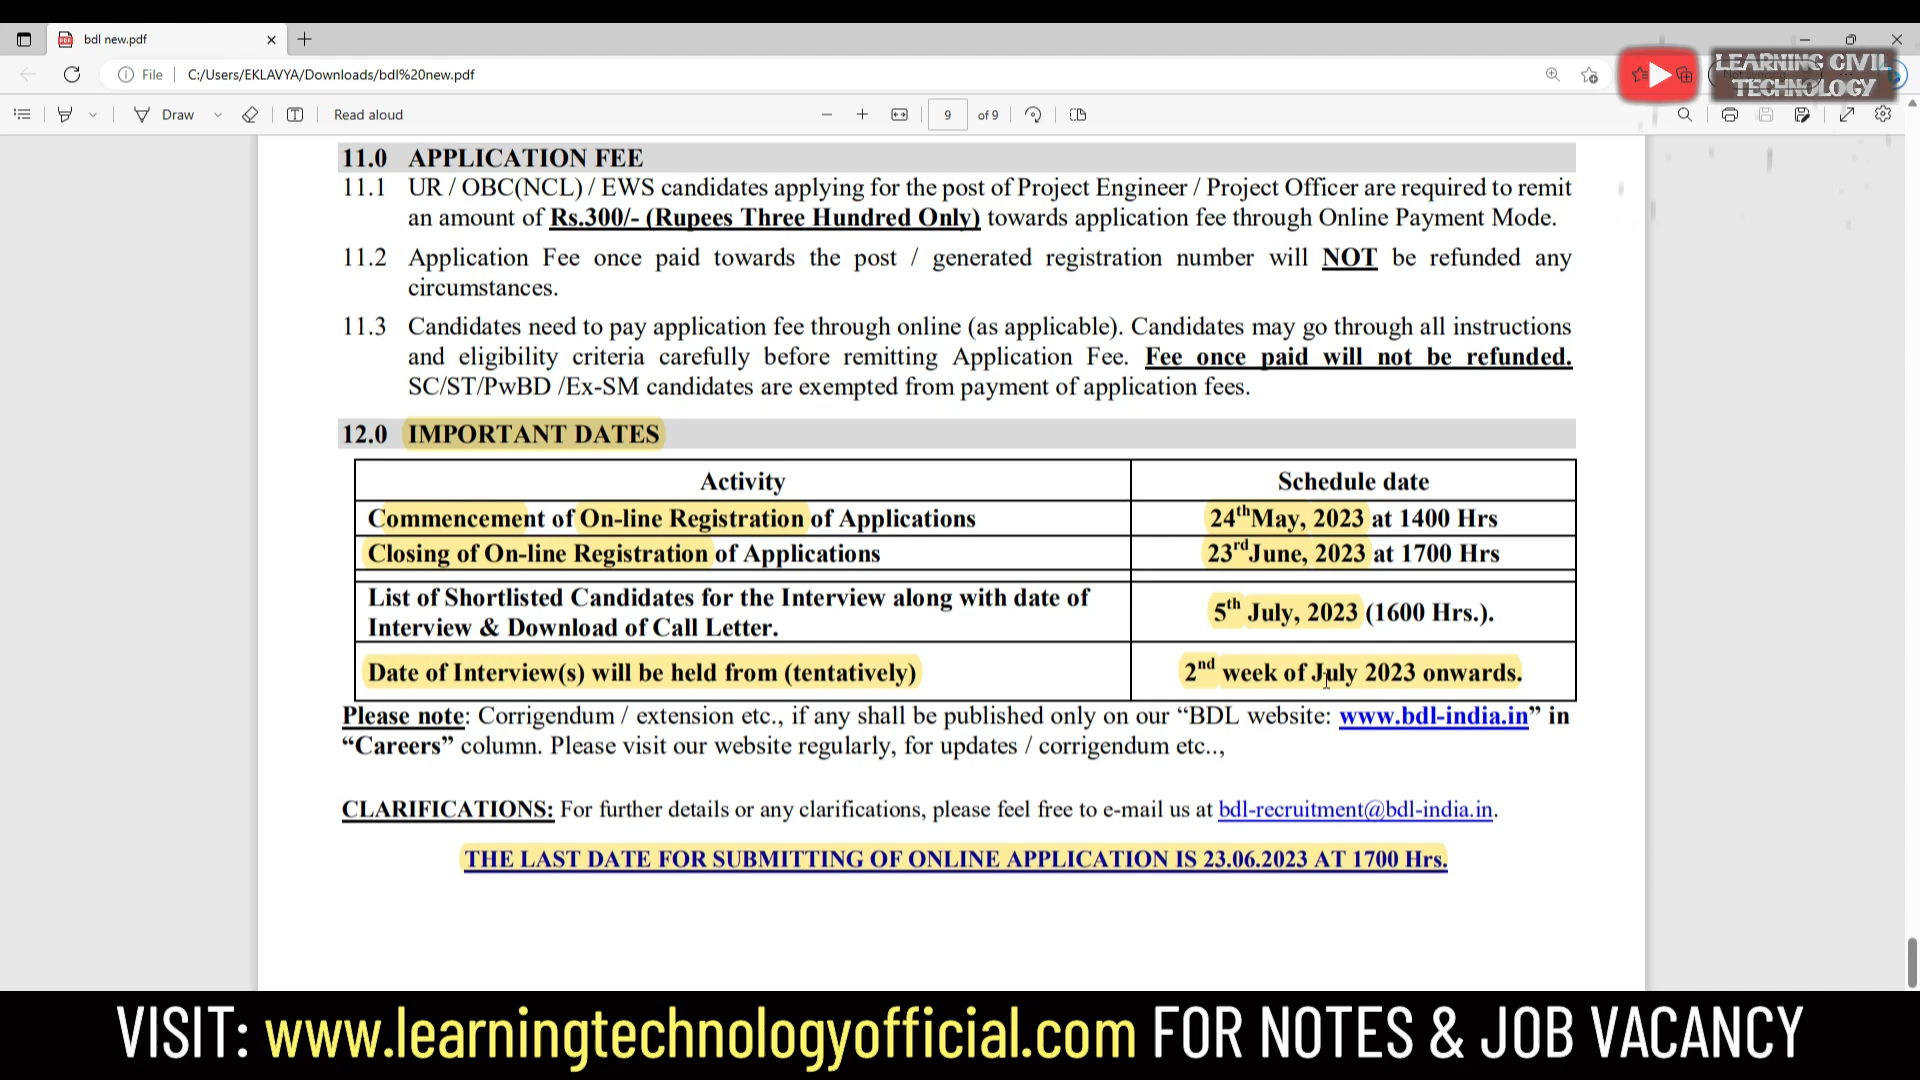 bdl new.pdf
File C:/Users/EKLAVYA/Downloads/bdl%20new.pdf
LEARNING CIVIL
TECHNOLOGY
Draw Read aloud 9 of 9
11.0 APPLICATION FEE
11.1 UR / OBC(NCL) / EWS candidates applying for the post of Project Engineer / Project Officer are required to remit
an amount of Rs.300/- (Rupees Three Hundred Only) towards application fee through Online Payment Mode.
11.2 Application Fee once paid towards the post / generated registration number will NOT be refunded any
circumstances.
11.3 Candidates need to pay application fee through online (as applicable). Candidates may go through all instructions
and eligibility criteria carefully before remitting Application Fee. Fee once paid will not be refunded.
SC/ST/PwBD /Ex-SM candidates are exempted from payment of application fees.
12.0 IMPORTANT DATES
Activity Schedule date
Commencement of On-line Registration of Applications 24thMay, 2023 at 1400 Hrs
Closing of On-line Registration of Applications 23rdJune, 2023 at 1700 Hrs
List of Shortlisted Candidates for the Interview along with date of
Interview & Download of Call Letter. 5th July, 2023 (1600 Hrs.).
Date of Interview(s) will be held from (tentatively) 2nd week of July 2023 onwards.
Please note: Corrigendum / extension etc., if any shall be published only on our “BDL website: www.bdl-india.in” in
“Careers” column. Please visit our website regularly, for updates / corrigendum etc..,
CLARIFICATIONS: For further details or any clarifications, please feel free to e-mail us at bdl-recruitment@bdl-india.in.
THE LAST DATE FOR SUBMITTING OF ONLINE APPLICATION IS 23.06.2023 AT 1700 Hrs.
VISIT: www.learningtechnologyofficial.com FOR NOTES & JOB VACANCY